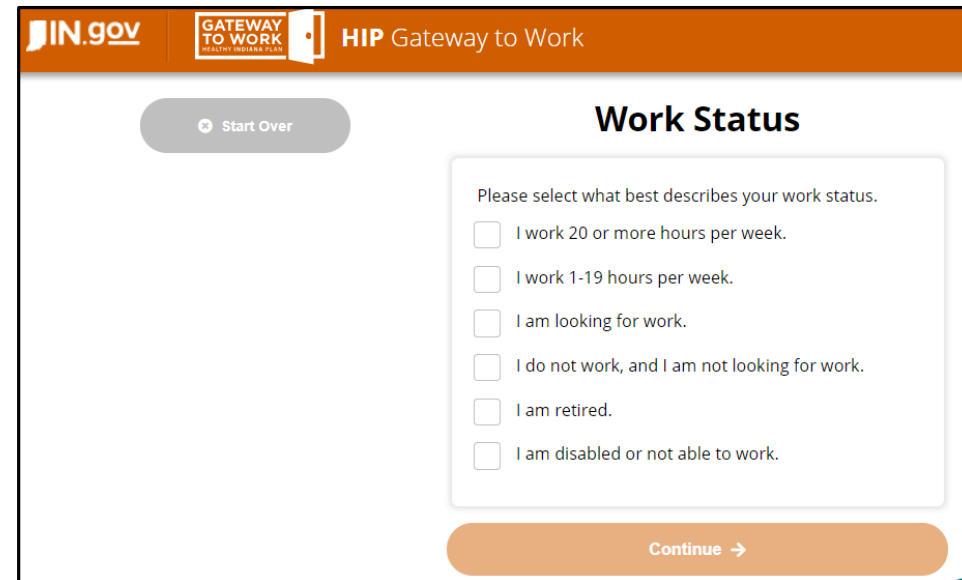 IN.gov
GATEWAY
TO WORK
HEALTHY INDIANA PLAN
HIP Gateway to Work
Start Over
Work Status
Please select what best describes your work status.
I work 20 or more hours per week.
I work 1-19 hours per week.
I am looking for work.
I do not work, and I am not looking for work.
I am retired.
I am disabled or not able to work.
Continue →